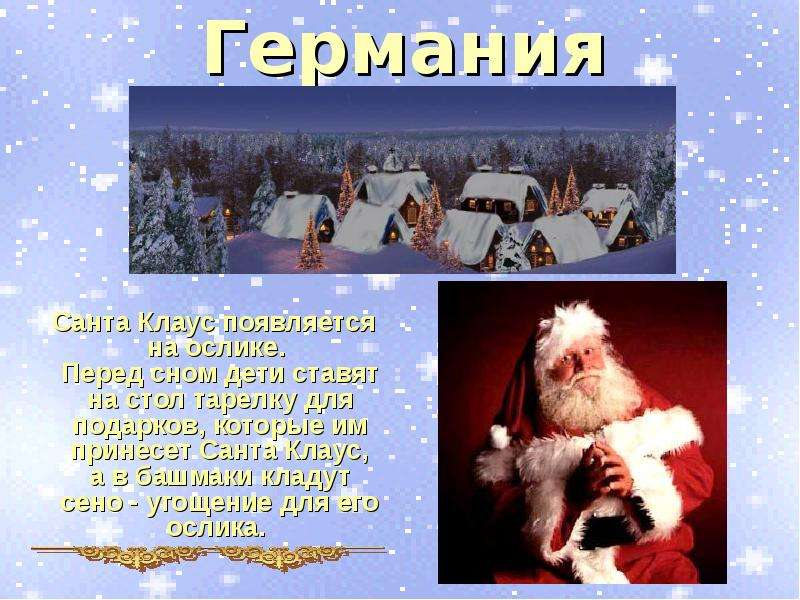 Германия
Санта Клаус появляется
на ослике.
Перед сном дети ставят
на стол тарелку для
подарков, которые им
принесет Санта Клаус,
а в башмаки кладут
сено - угощение для его
ослика.